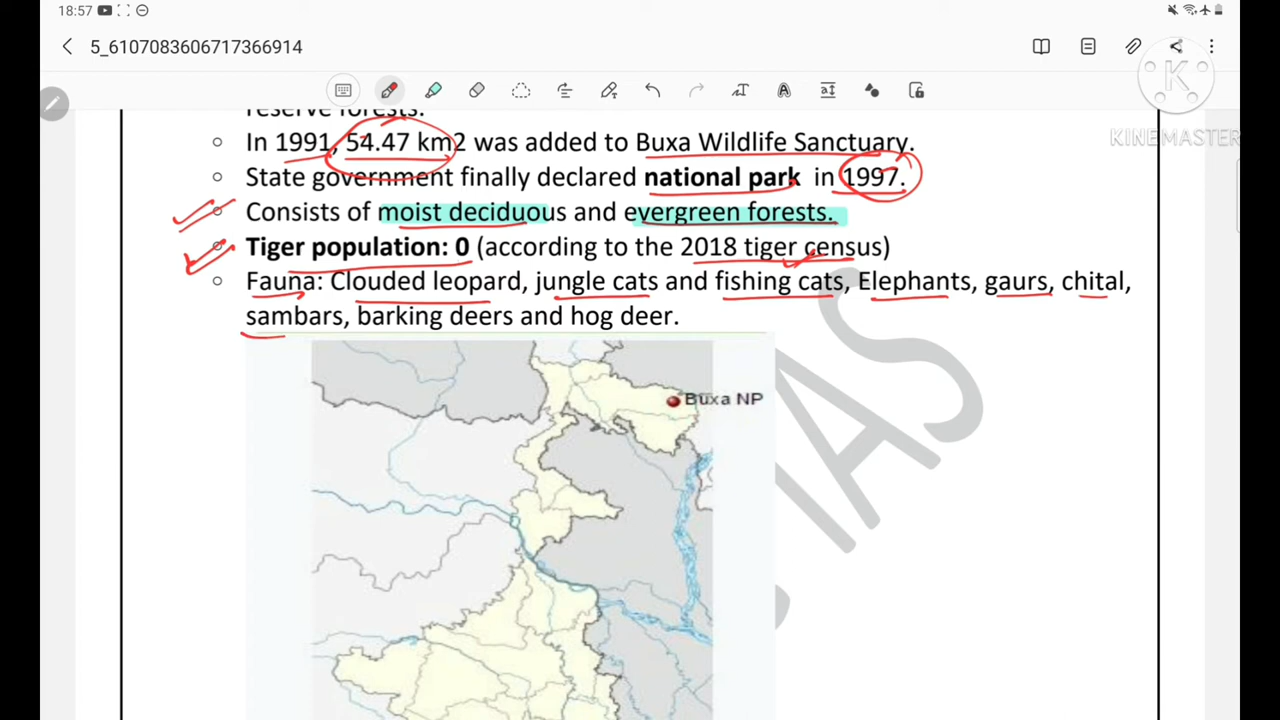 18:57
5_6107083606717366914
KINEMASTER
reserve forests.
In 1991, 54.47 km2 was added to Buxa Wildlife Sanctuary.
State government finally declared national park in 1997.
Consists of moist deciduous and evergreen forests.
Tiger population: 0 (according to the 2018 tiger census)
Fauna: Clouded leopard, jungle cats and fishing cats, Elephants, gaurs, chital,
sambars, barking deers and hog deer.
Buxa NP
IAS